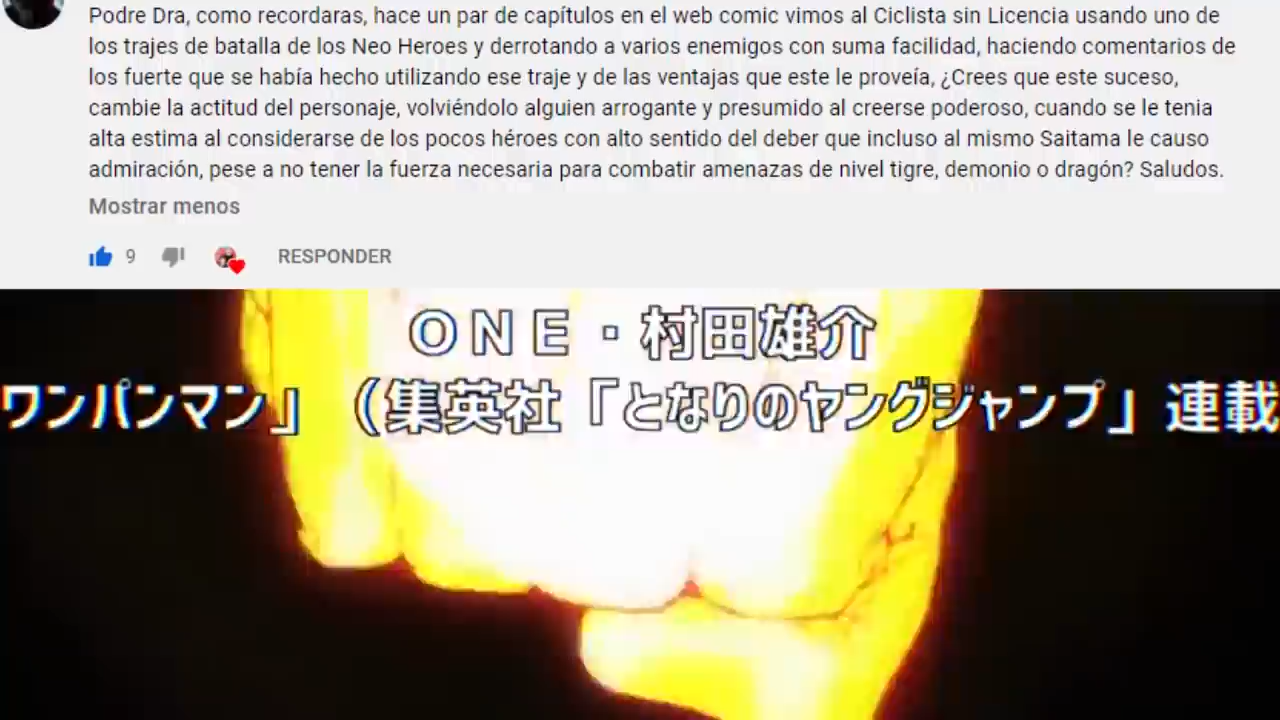 Podre Dra, como recordaras, hace un par de capítulos en el web comic vimos al Ciclista sin Licencia usando uno de
los trajes de batalla de los Neo Heroes y derrotando a varios enemigos con suma facilidad, haciendo comentarios de
los fuerte que se había hecho utilizando ese traje y de las ventajas que este le proveía, ¿Crees que este suceso,
cambie la actitud del personaje, volviéndolo alguien arrogante y presumido al creerse poderoso, cuando se le tenia
alta estima al considerarse de los pocos héroes con alto sentido del deber que incluso al mismo Saitama le causo
admiración, pese a no tener la fuerza necesaria para combatir amenazas de nivel tigre, demonio o dragón? Saludos.
Mostrar menos
9 RESPONDER
ONE・村田雄介
ワンパンマン」（集英社「となりのヤングジャンプ」連載